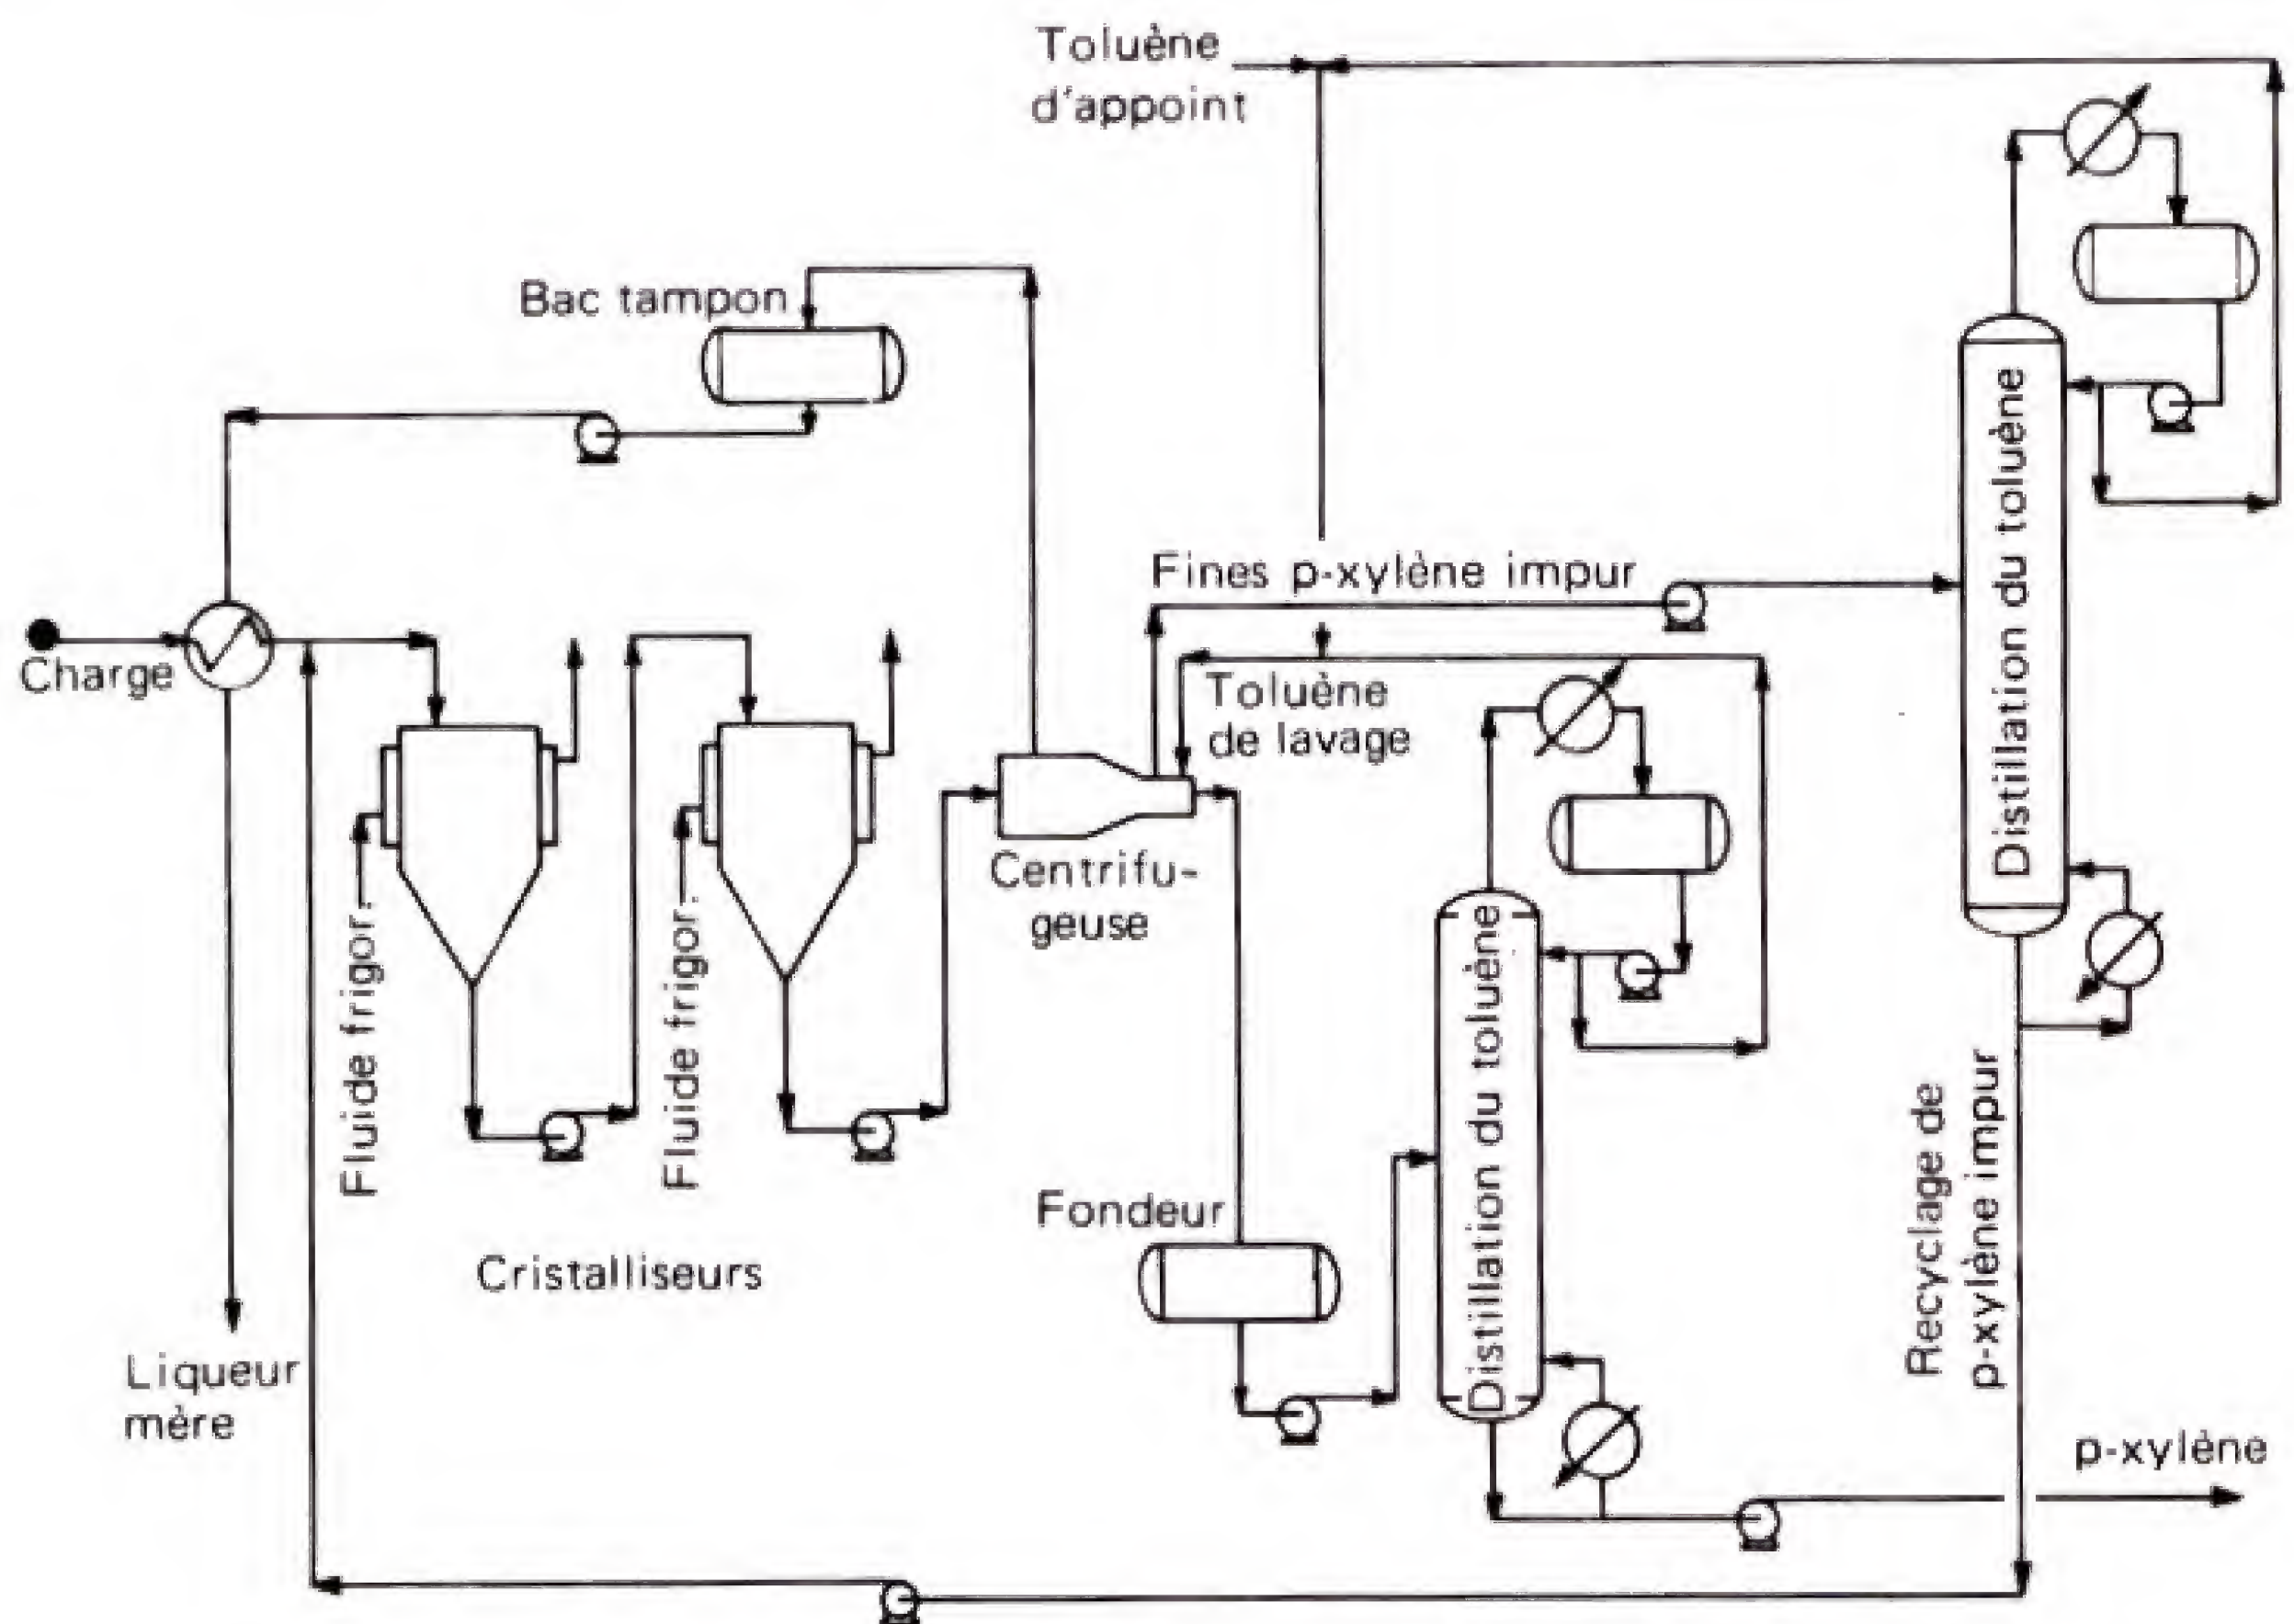 Toluène
d'appoint
Bac tampon
Fines p-xylène impur
Charge
Toluène
de lavage
Distillation du toluène
Centrifu-
geuse
Fluide frigor.
Fluide frigor.
Distillation du toluène
Recyclage de
p-xylène impur
Fondeur
Cristalliseurs
Liqueur
mère
p-xylène